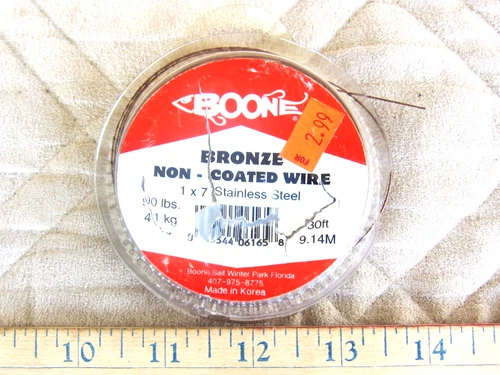 BOONE
FOR 2.99
BRONZE
NON - COATED WIRE
1 x 7 Stainless Steel
90 lbs.
41 kg
30ft
9.14M
06165 8
Boone Bait Winter Park Florida
407-975-8775
Made in Korea
10 11 12 13 14